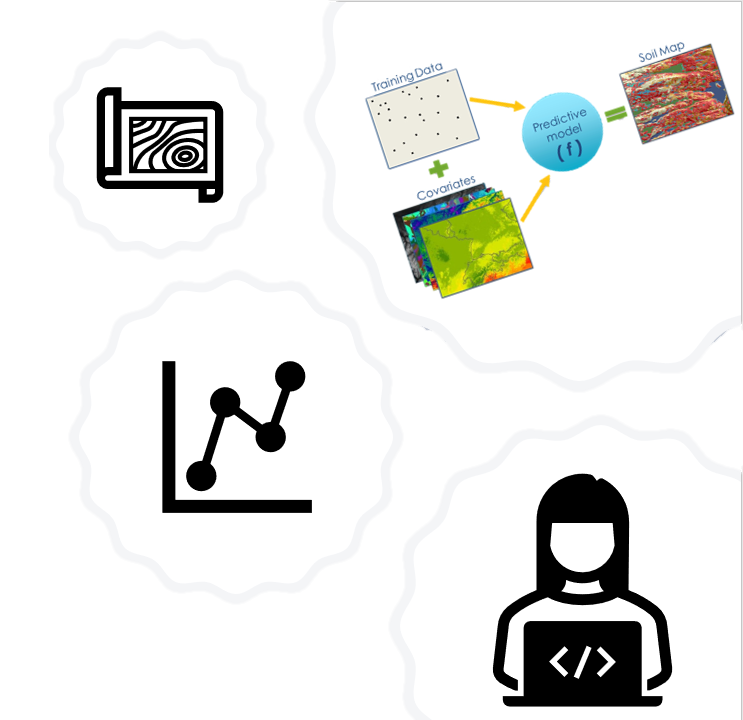 Training Data
Soil Map
Predictive
model
( f )
Covariates
</>